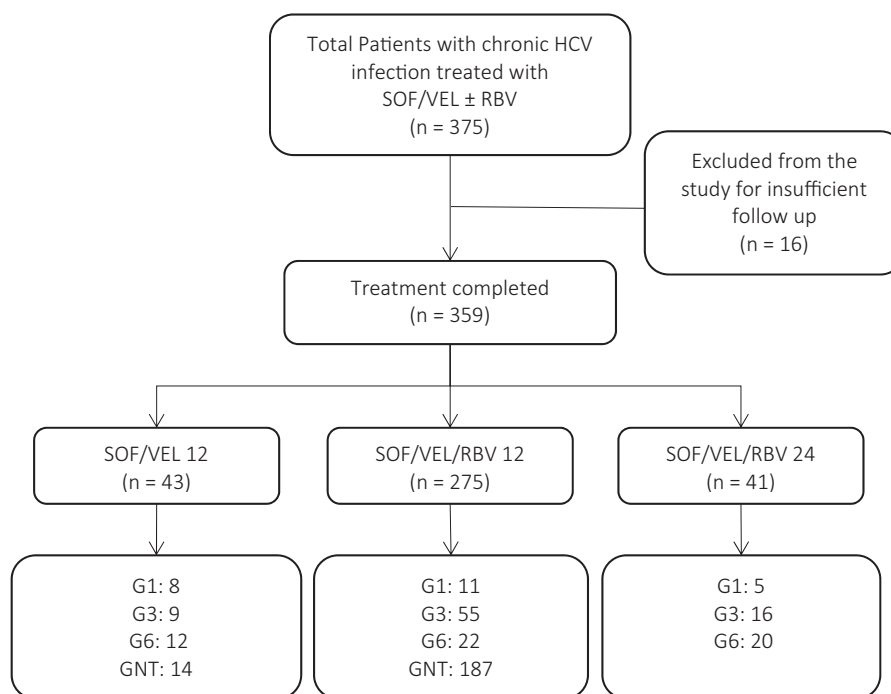 Total Patients with chronic HCV
infection treated with
SOF/VEL ± RBV
(n = 375)
Excluded from the
study for insufficient
follow up
(n = 16)
Treatment completed
(n = 359)
SOF/VEL 12
(n = 43)
SOF/VEL/RBV 12
(n = 275)
SOF/VEL/RBV 24
(n = 41)
G1: 8
G3: 9
G6: 12
GNT: 14
G1: 11
G3: 55
G6: 22
GNT: 187
G1: 5
G3: 16
G6: 20